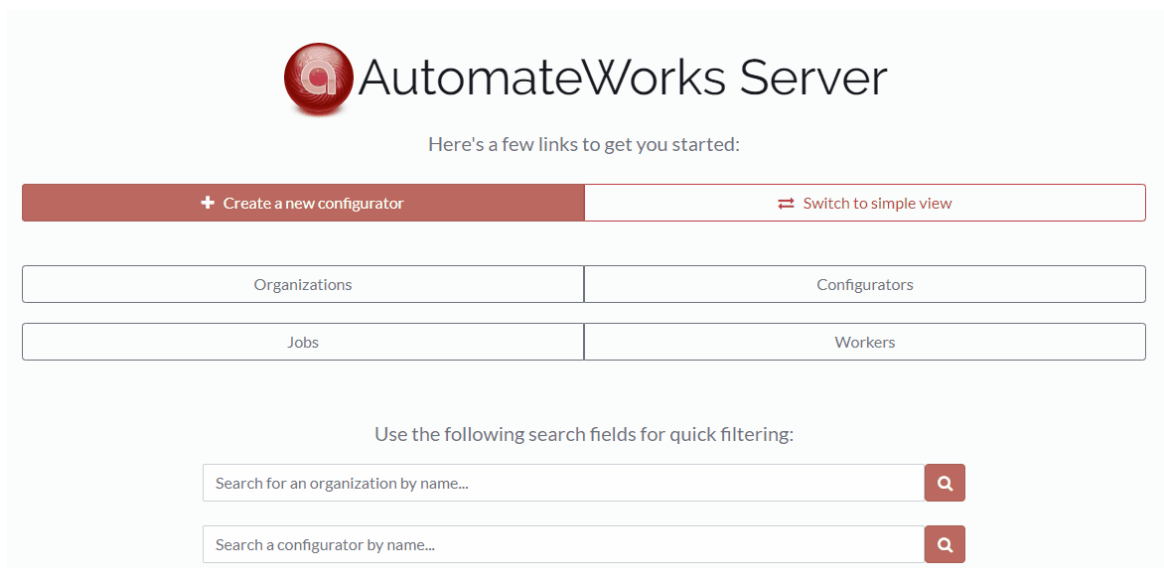 AutomateWorks Server
Here's a few links to get you started:
Create a new configurator
Switch to simple view
Organizations
Configurators
Jobs
Workers
Use the following search fields for quick filtering:
Search for an organization by name...
Search a configurator by name...